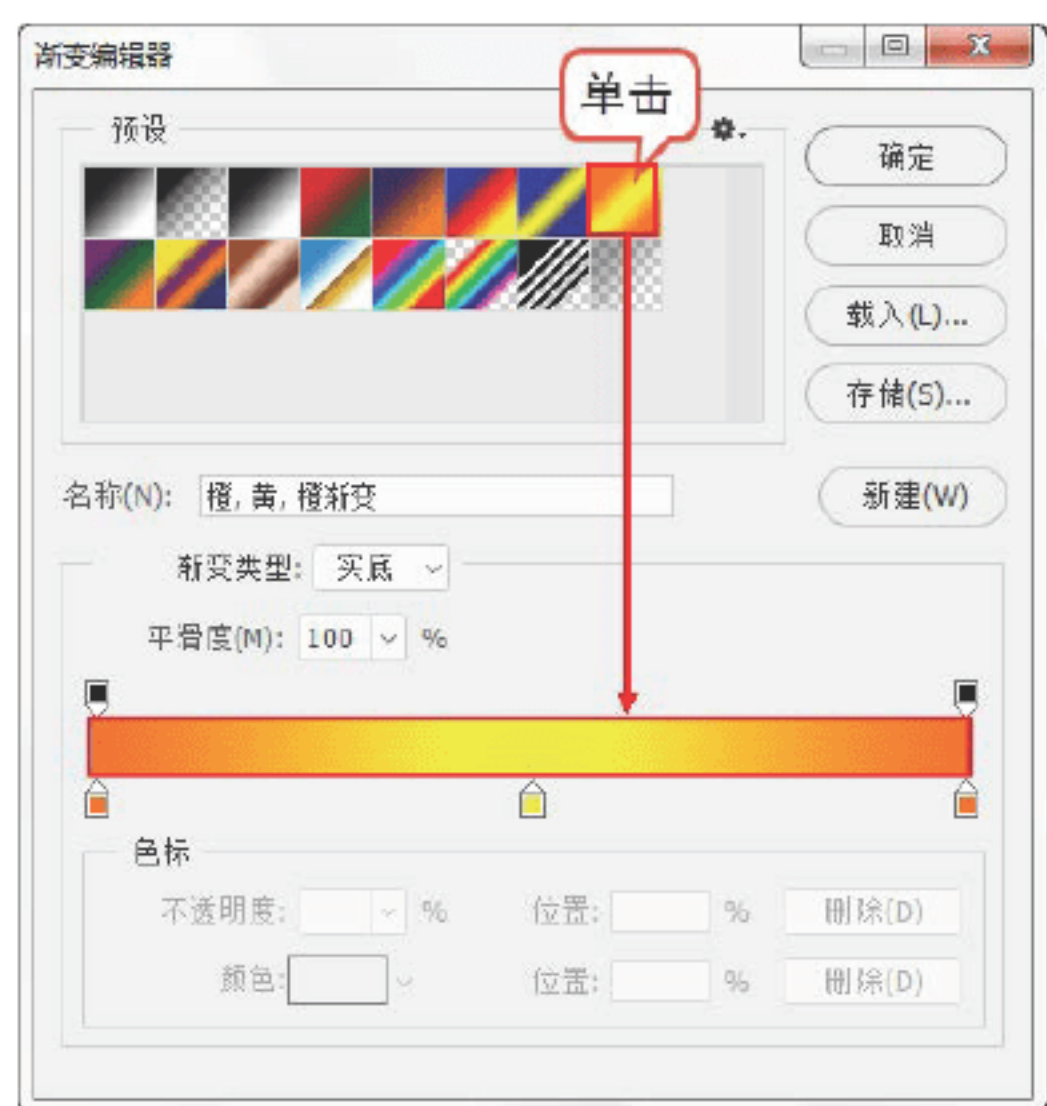 渐变编辑器
单击
预设
确定
取消
载入(L)...
存储(S)...
名称(N): 橙, 黄, 橙渐变
新建(W)
渐变类型: 实底
平滑度(M): 100 %
色标
不透明度: % 位置: % 删除(D)
颜色: 位置: % 删除(D)